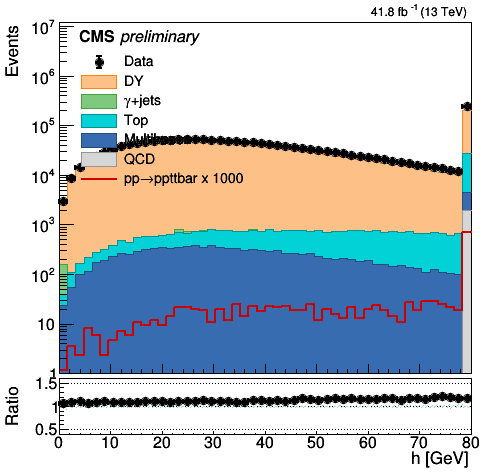 41.8 fb⁻¹ (13 TeV)
CMS preliminary
Data
DY
γ+jets
Top
QCD
pp→ppttbar x 1000
Events
10⁷
10⁶
10⁵
10⁴
10³
10²
10
1
Ratio
1.5
1
0.5
0 10 20 30 40 50 60 70 80
h [GeV]